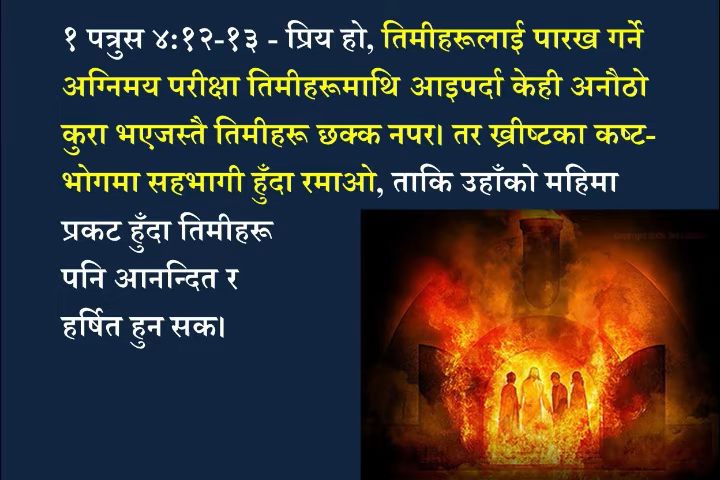 १ पत्रुस ४:१२-१३ - प्रिय हो, तिमीहरूलाई पारख गर्ने
अग्निमय परीक्षा तिमीहरूमाथि आइपर्दा केही अनौठो
कुरा भएजस्तै तिमीहरू छक्क नपर। तर ख्रीष्टका कष्ट-
भोगमा सहभागी हुँदा रमाओ, ताकि उहाँको महिमा
प्रकट हुँदा तिमीहरू
पनि आनन्दित र
हर्षित हुन सक।